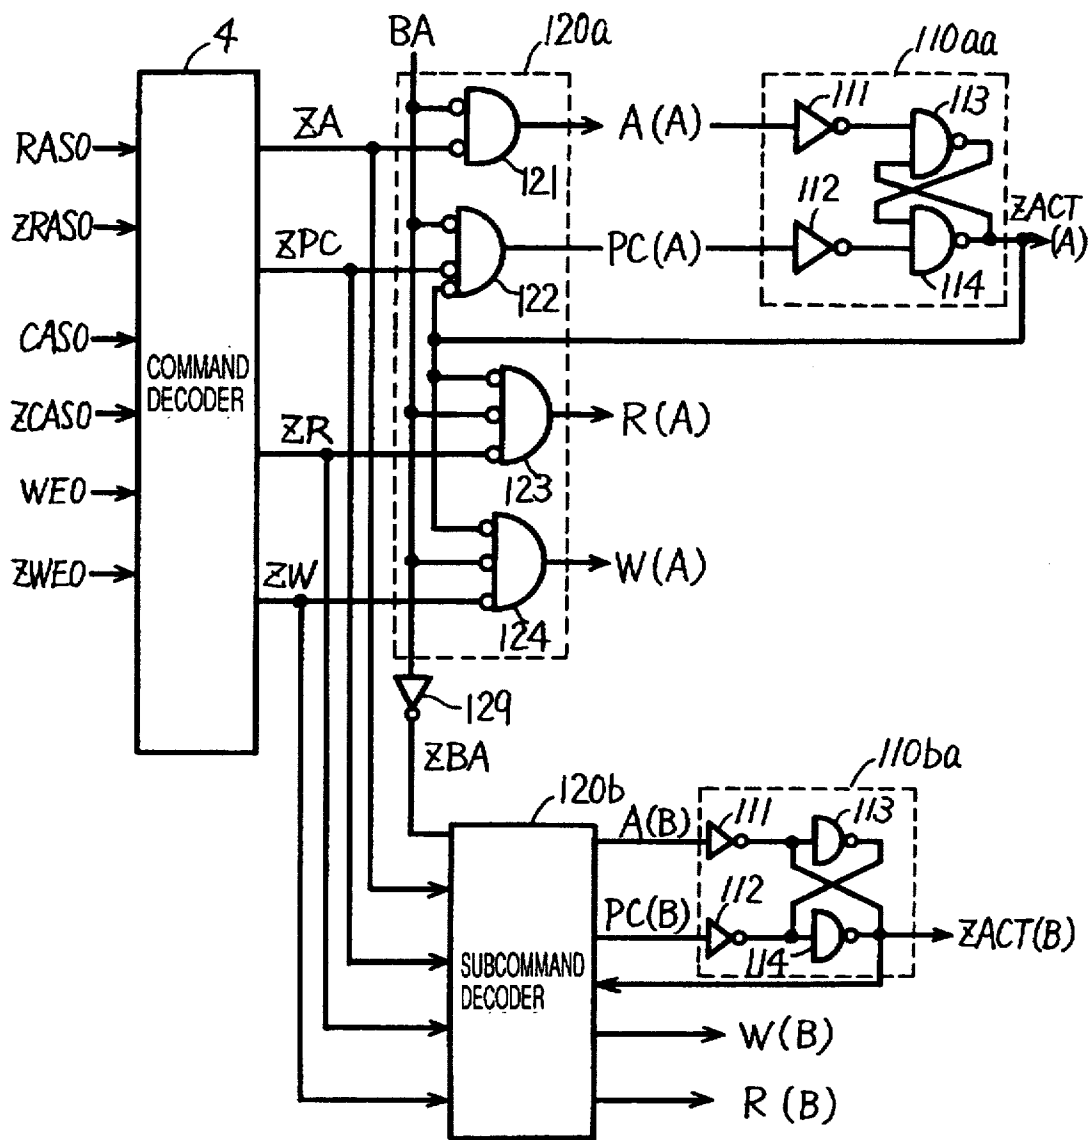 4
BA
120a
110aa
RAS0
ZRAS0
CAS0
ZCAS0
WE0
ZWE0
COMMAND
DECODER
ZA
ZPC
ZR
ZW
121
122
123
124
A(A)
PC(A)
R(A)
W(A)
111
112
113
114
ZACT
(A)
129
ZBA
120b
SUBCOMMAND
DECODER
A(B)
PC(B)
110ba
111
112
113
114
ZACT(B)
W(B)
R(B)